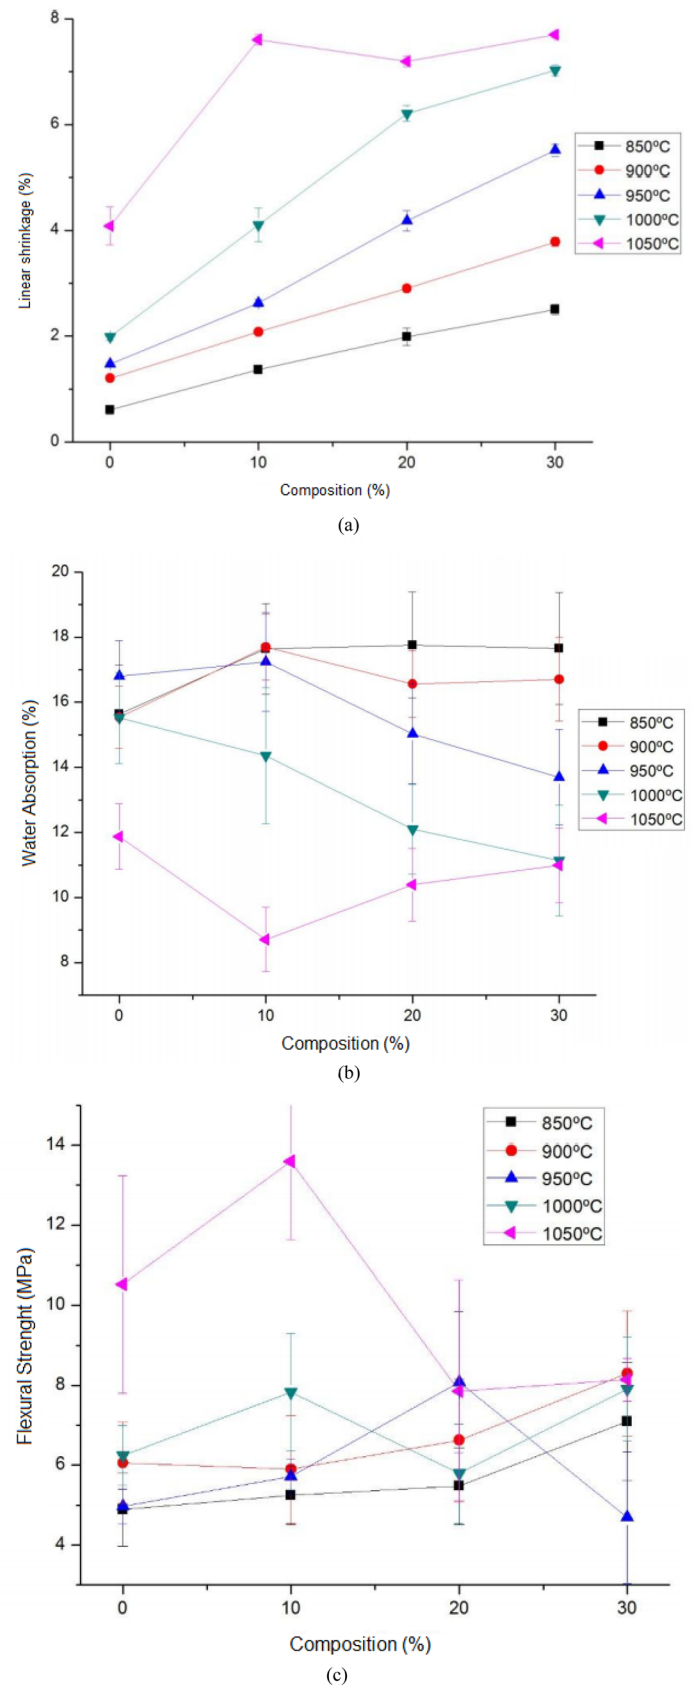 8
6
4
2
0
Linear shrinkage (%)
850ºC
900ºC
950ºC
1000ºC
1050ºC
0 10 20 30
Composition (%)
(a)
20
18
16
14
12
10
8
Water Absorption (%)
850ºC
900ºC
950ºC
1000ºC
1050ºC
0 10 20 30
Composition (%)
(b)
14
12
10
8
6
4
Flexural Strenght (MPa)
850ºC
900ºC
950ºC
1000ºC
1050ºC
0 10 20 30
Composition (%)
(c)